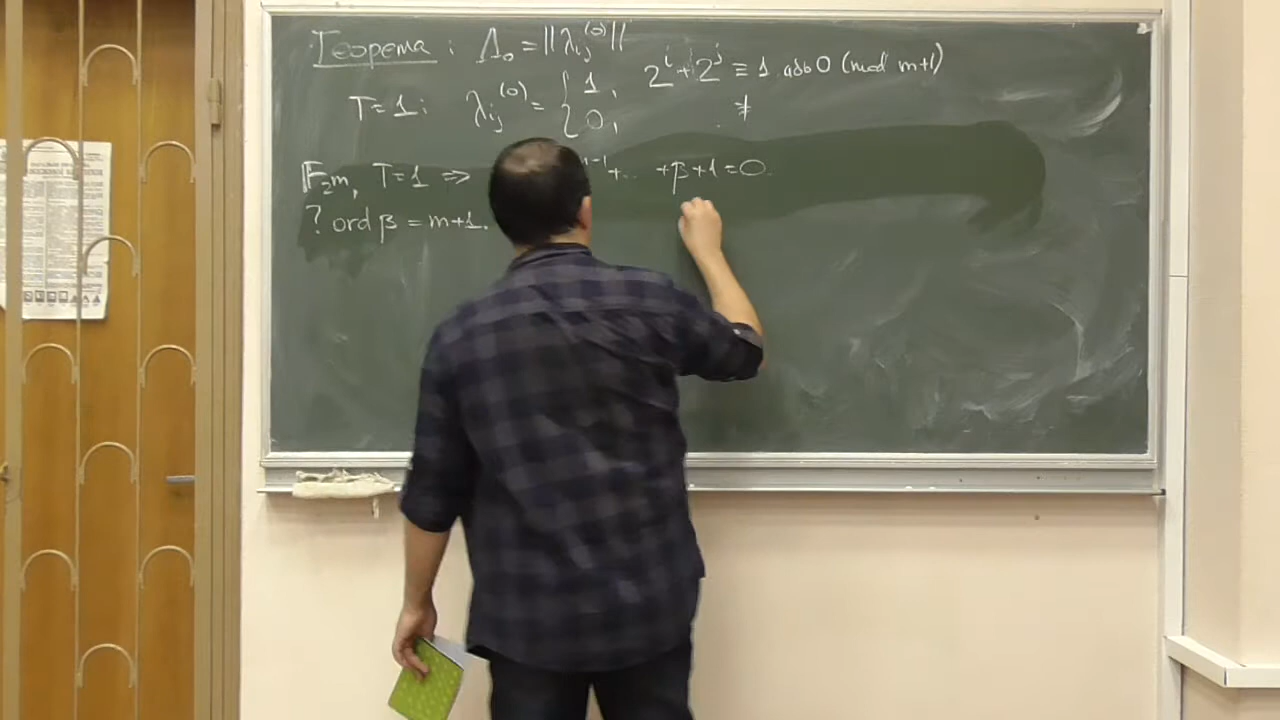 Теорема: Λ₀ = ||λᵢⱼ⁽⁰⁾||
T=1: λᵢⱼ⁽⁰⁾ = { 1, 2ⁱ+2ʲ ≡ 1 або 0 (mod m+1)
0, ≢
F₂m, T=1 ⇒ +.. +β+1=0.
? ord β = m+1.